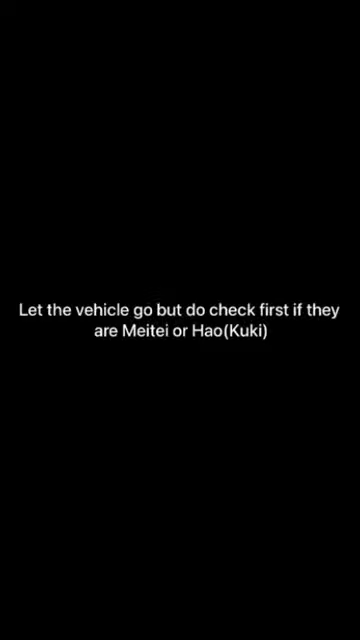 Let the vehicle go but do check first if they
are Meitei or Hao(Kuki)